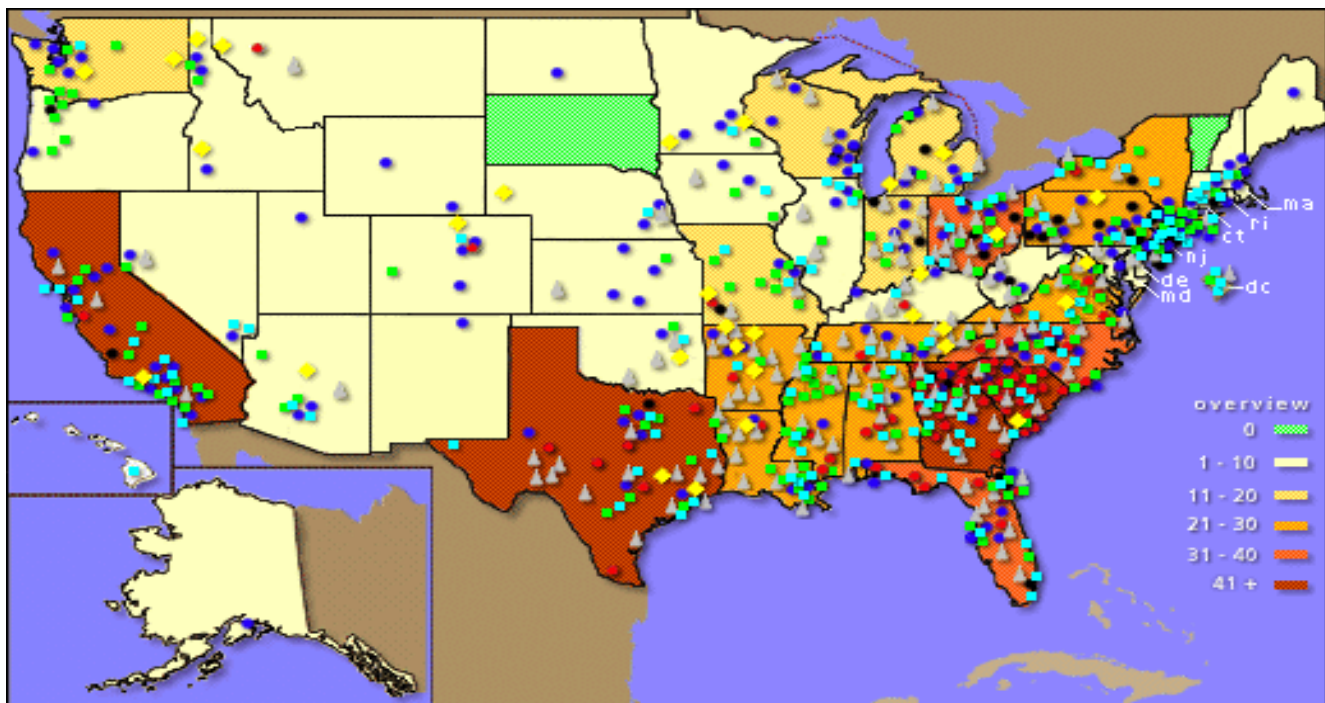 ma
ri
ct
nj
de
md
dc
overview
0
1 - 10
11 - 20
21 - 30
31 - 40
41 +